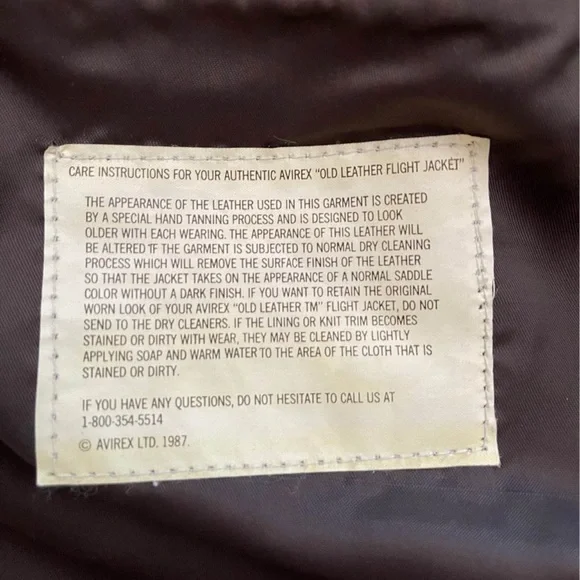 CARE INSTRUCTIONS FOR YOUR AUTHENTIC AVIREX "OLD LEATHER FLIGHT JACKET"
THE APPEARANCE OF THE LEATHER USED IN THIS GARMENT IS CREATED
BY A SPECIAL HAND TANNING PROCESS AND IS DESIGNED TO LOOK
OLDER WITH EACH WEARING. THE APPEARANCE OF THIS LEATHER WILL
BE ALTERED IF THE GARMENT IS SUBJECTED TO NORMAL DRY CLEANING
PROCESS WHICH WILL REMOVE THE SURFACE FINISH OF THE LEATHER
SO THAT THE JACKET TAKES ON THE APPEARANCE OF A NORMAL SADDLE
COLOR WITHOUT A DARK FINISH. IF YOU WANT TO RETAIN THE ORIGINAL
WORN LOOK OF YOUR AVIREX "OLD LEATHER TM" FLIGHT JACKET, DO NOT
SEND TO THE DRY CLEANERS. IF THE LINING OR KNIT TRIM BECOMES
STAINED OR DIRTY WITH WEAR, THEY MAY BE CLEANED BY LIGHTLY
APPLYING SOAP AND WARM WATER TO THE AREA OF THE CLOTH THAT IS
STAINED OR DIRTY.
IF YOU HAVE ANY QUESTIONS, DO NOT HESITATE TO CALL US AT
1-800-354-5514
© AVIREX LTD. 1987.